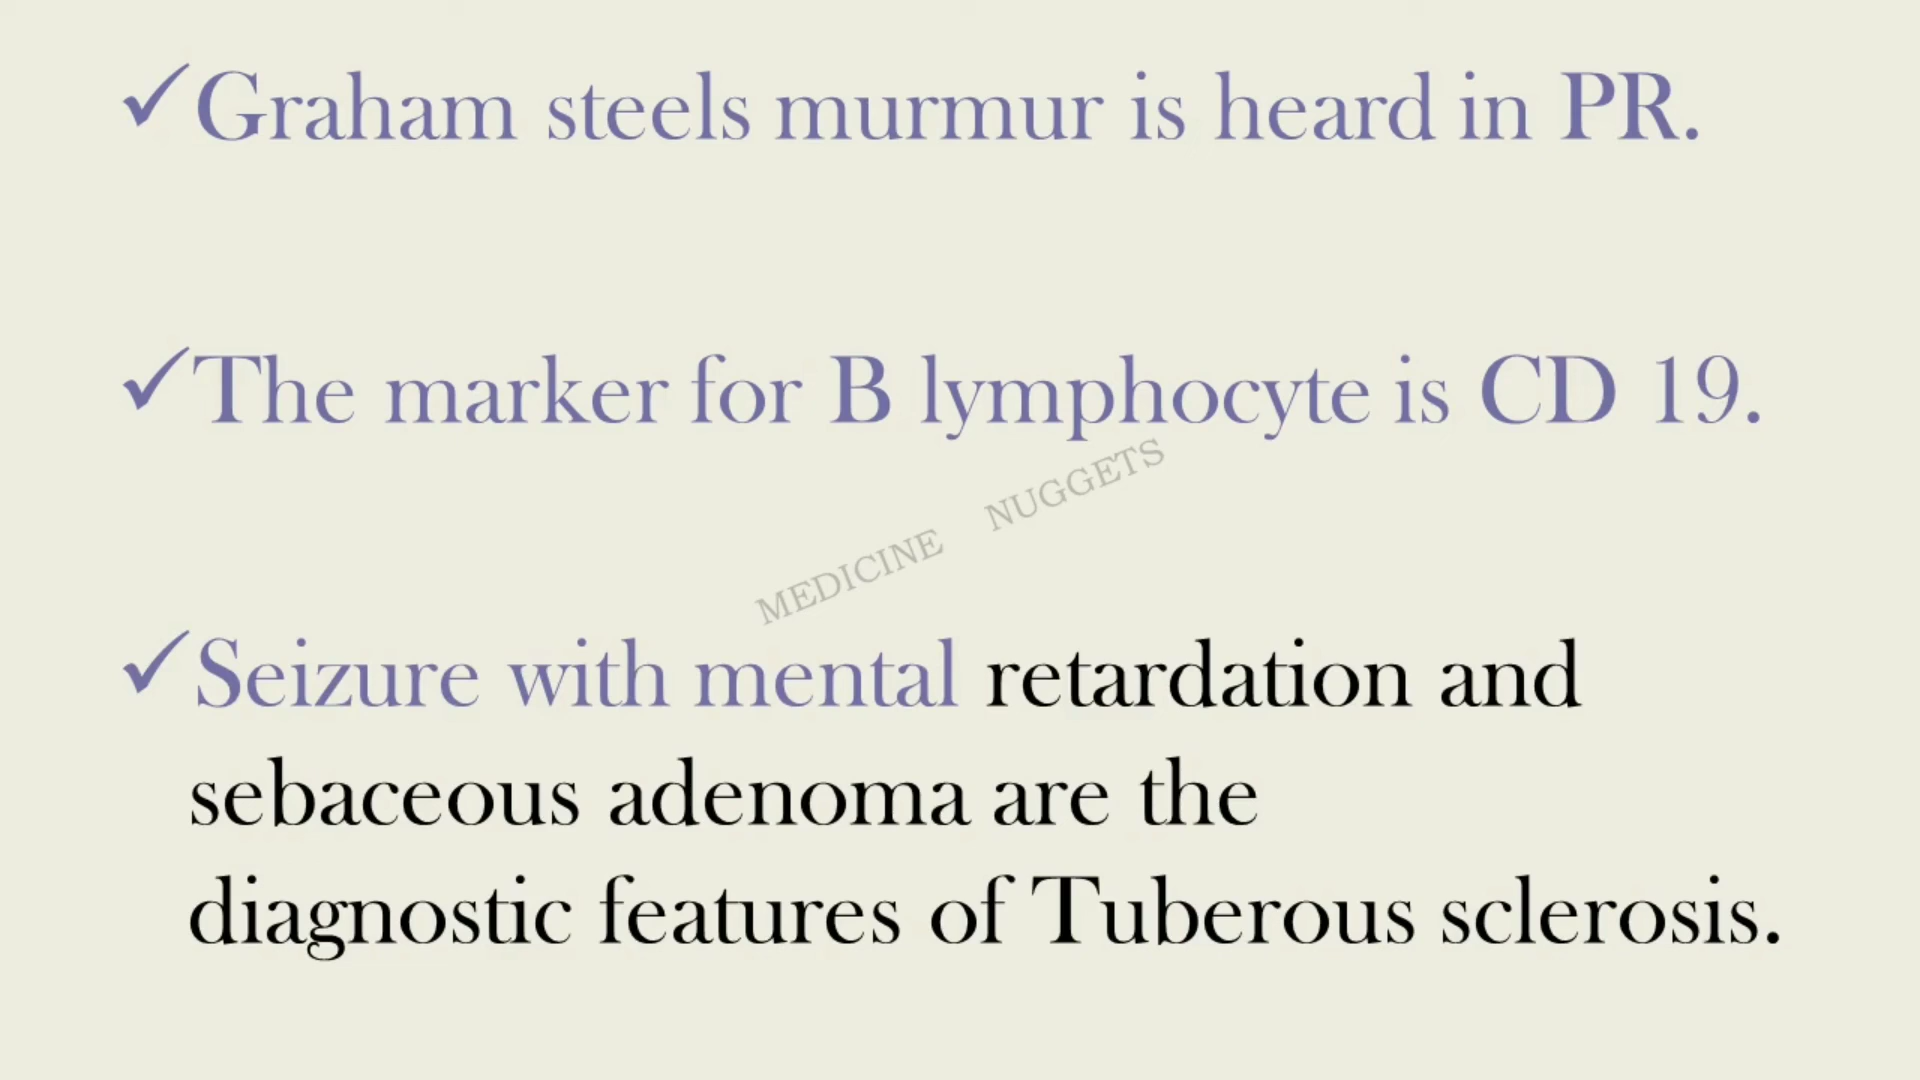 ✓Graham steels murmur is heard in PR.
✓The marker for B lymphocyte is CD 19.
MEDICINE NUGGETS
✓Seizure with mental retardation and
sebaceous adenoma are the
diagnostic features of Tuberous sclerosis.